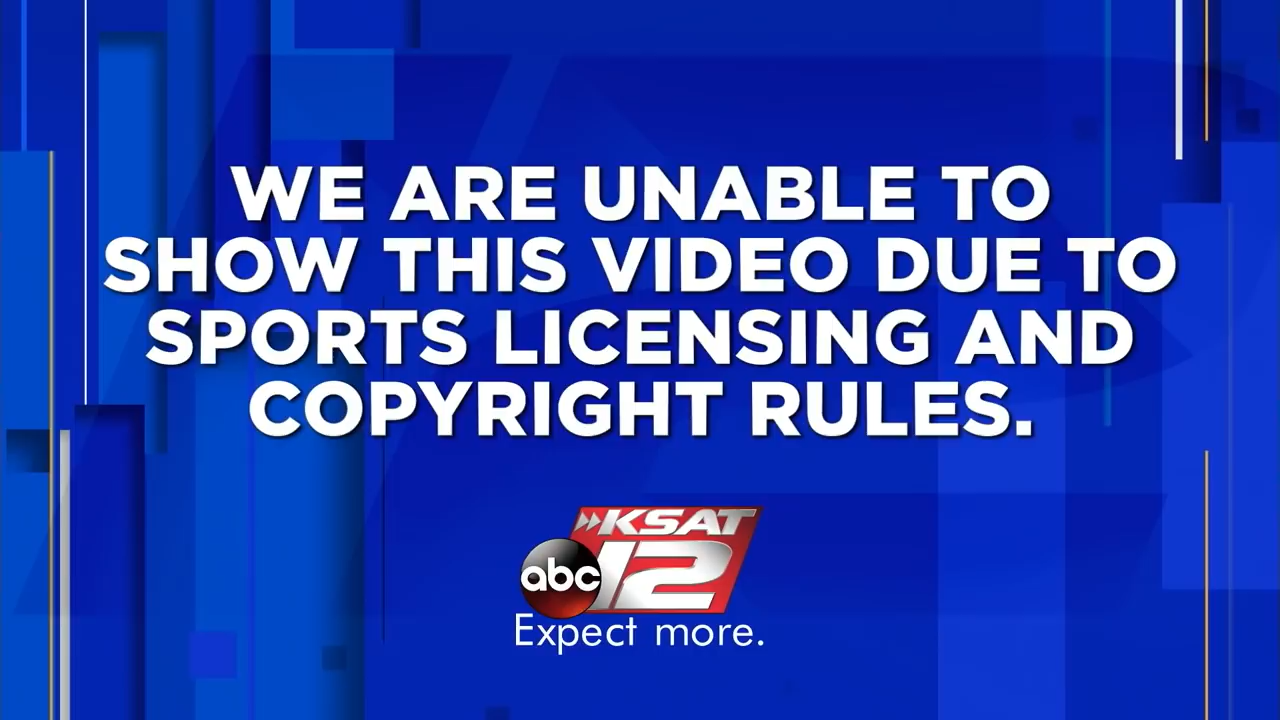 WE ARE UNABLE TO
SHOW THIS VIDEO DUE TO
SPORTS LICENSING AND
COPYRIGHT RULES.
KSAT
abc 12
Expect more.